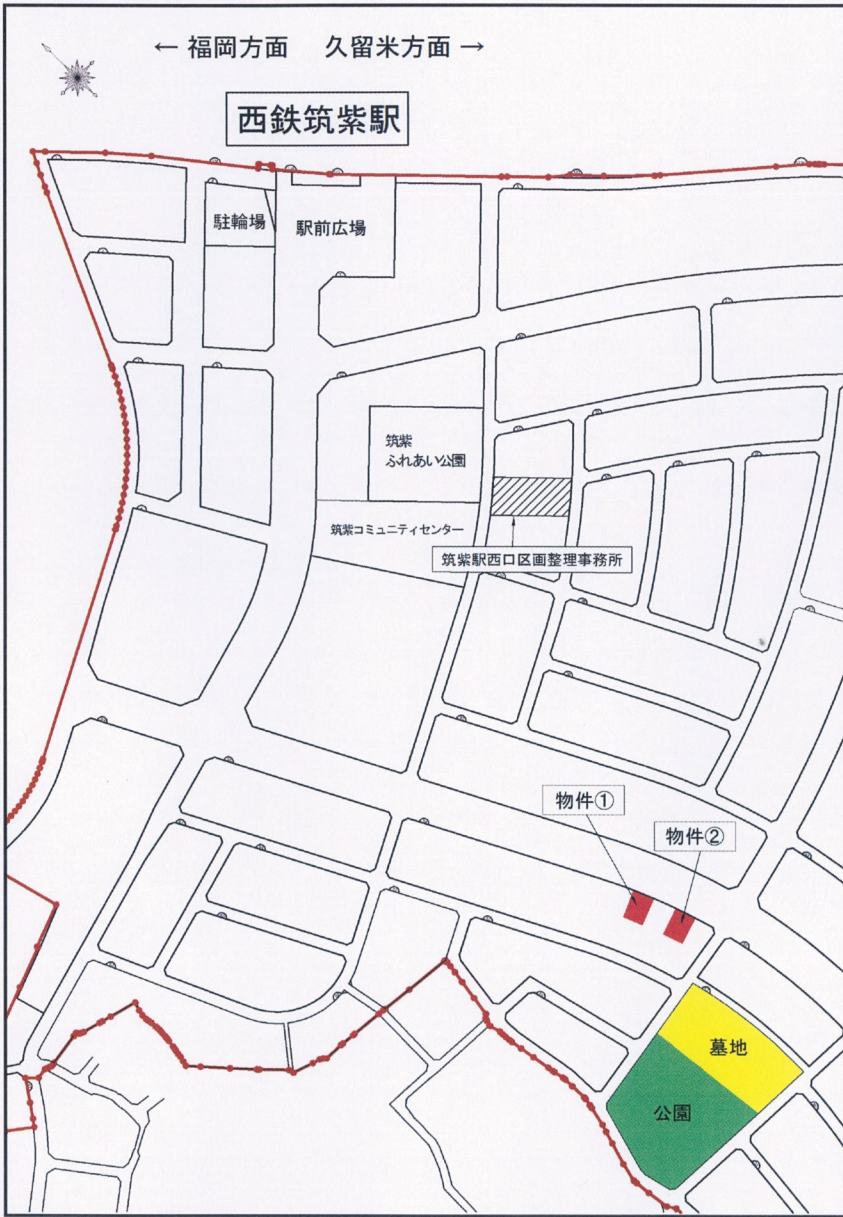 ← 福岡方面 久留米方面 →
西鉄筑紫駅
駐輪場
駅前広場
筑紫
ふれあい公園
筑紫コミュニティセンター
筑紫駅西口区画整理事務所
物件①
物件②
墓地
公園